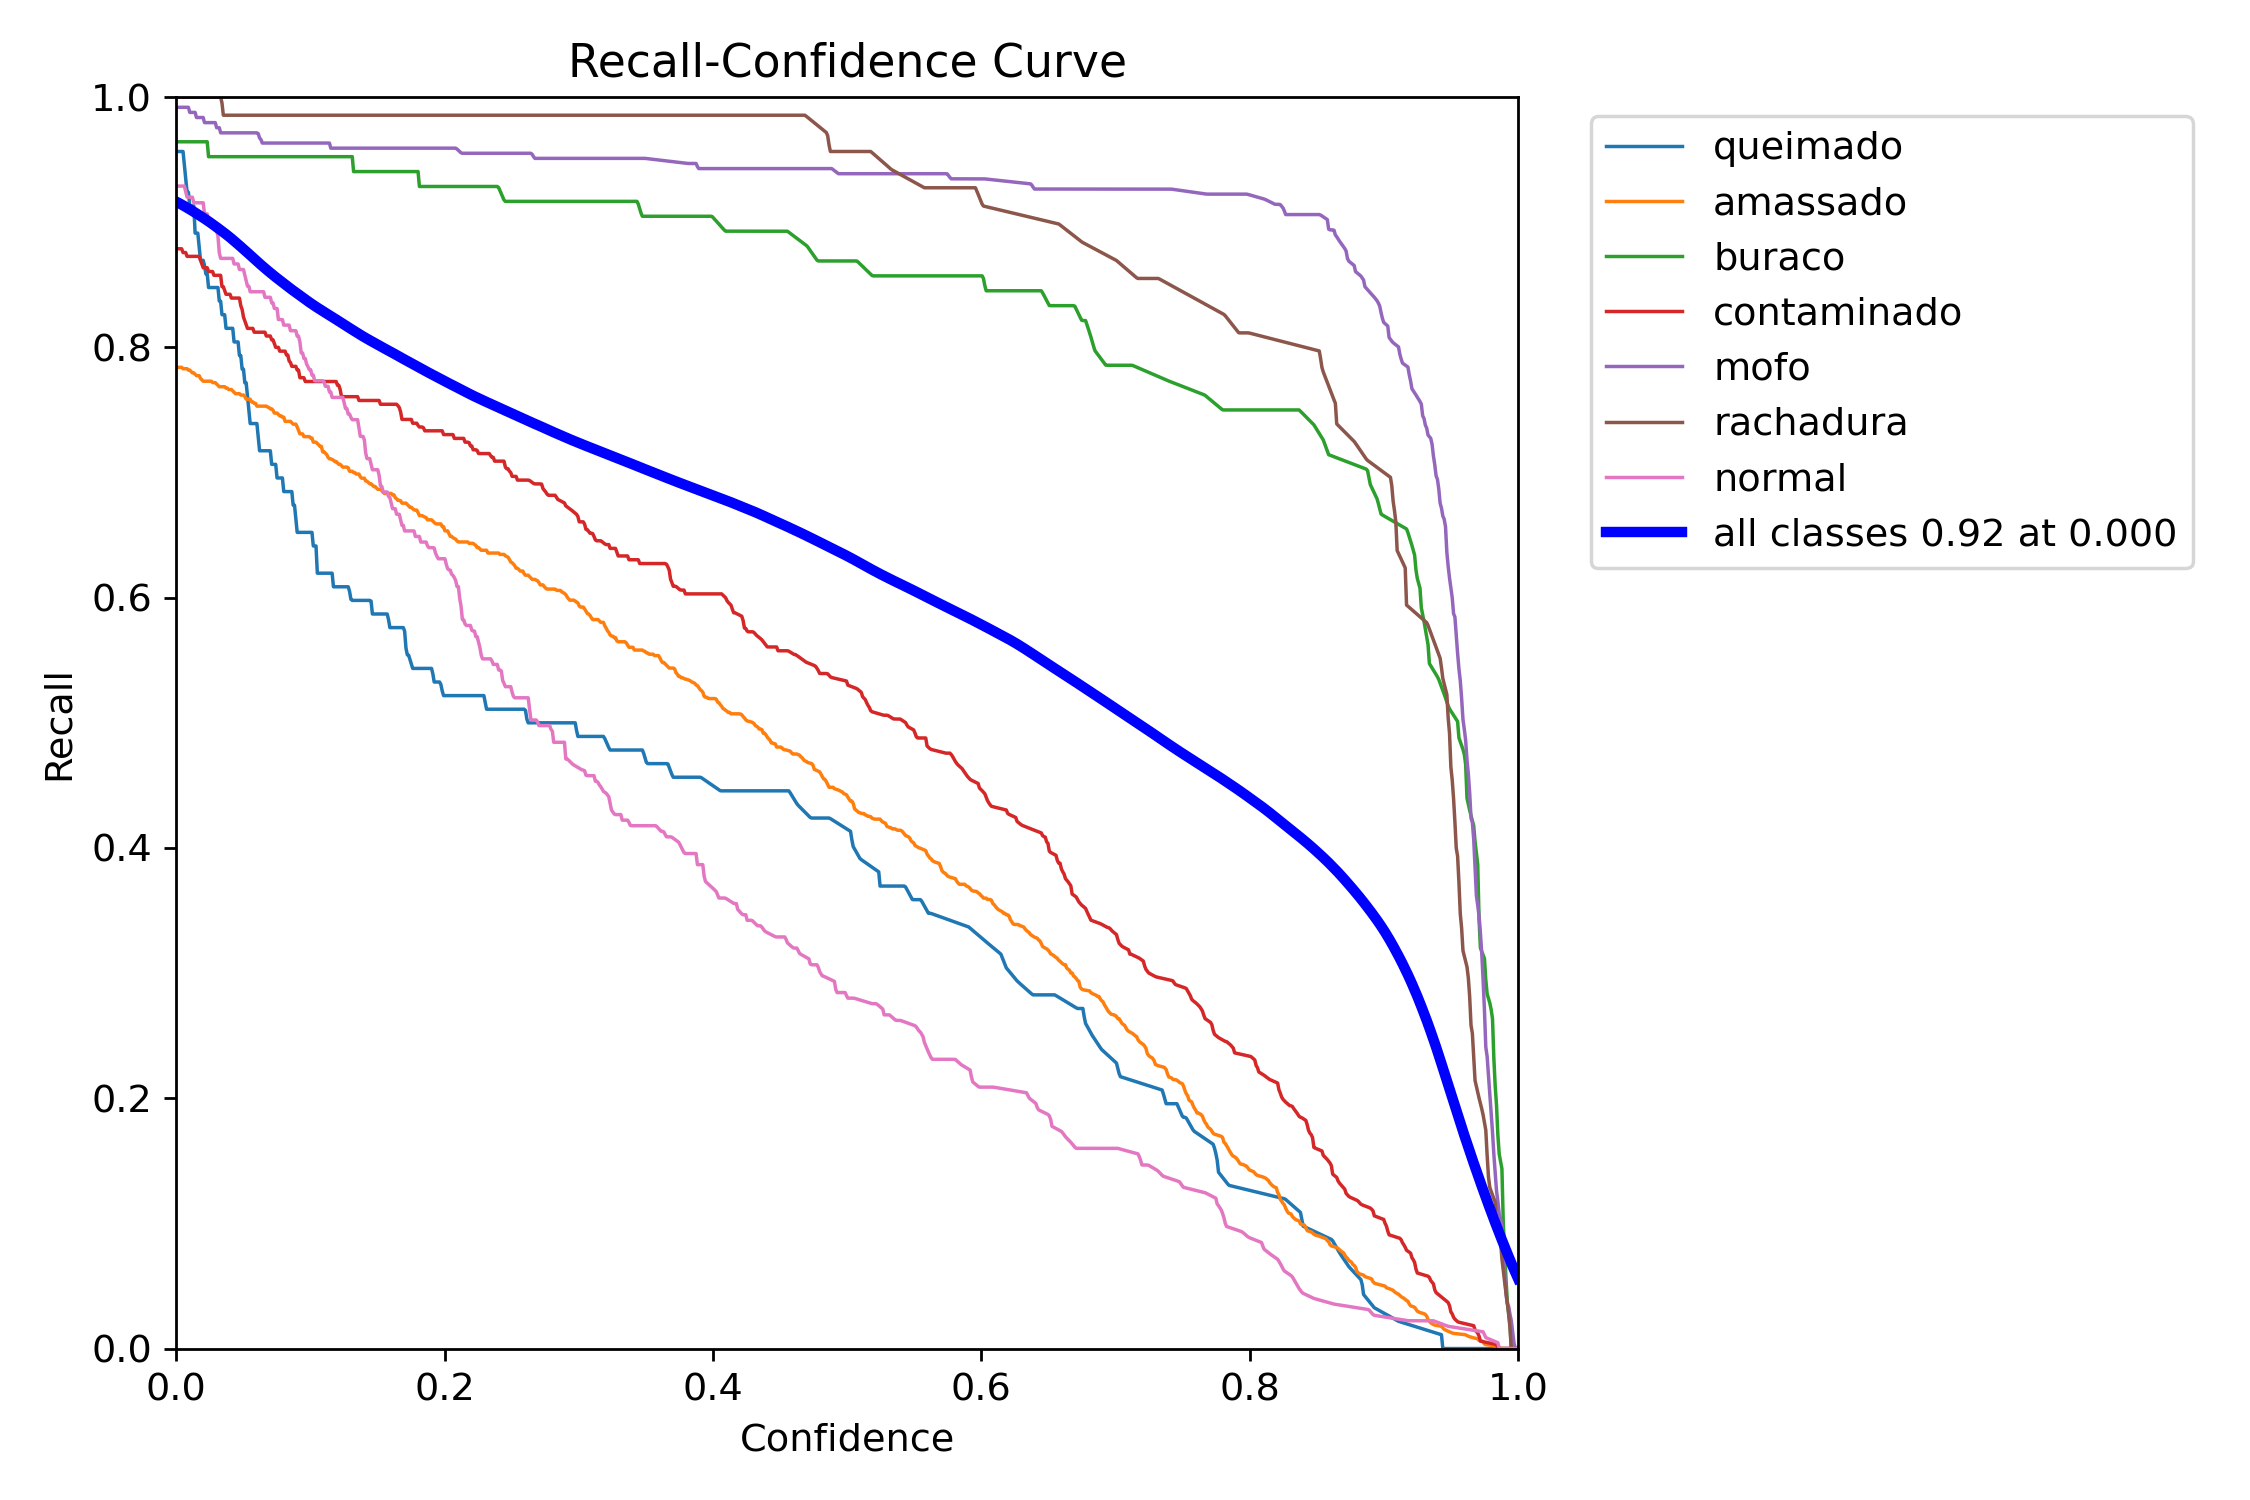 Recall-Confidence Curve
1.0
0.8
0.6
0.4
0.2
0.0
Recall
0.0 0.2 0.4 0.6 0.8 1.0
Confidence
queimado
amassado
buraco
contaminado
mofo
rachadura
normal
all classes 0.92 at 0.000